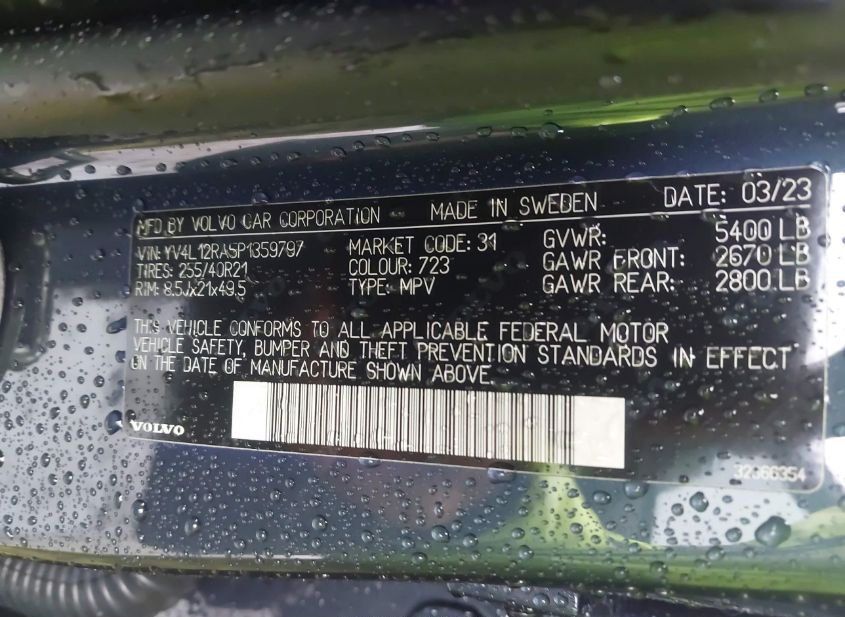 MFD BY VOLVO CAR CORPORATION MADE IN SWEDEN DATE: 03/23
VIN: YV4L12RA5P1359797 MARKET CODE: 31 GVWR: 5400 LB
TIRES: 255/40R21 COLOUR: 723 GAWR FRONT: 2670 LB
RIM: 8.5Jx21x49.5 TYPE: MPV GAWR REAR: 2800 LB
THIS VEHICLE CONFORMS TO ALL APPLICABLE FEDERAL MOTOR
VEHICLE SAFETY, BUMPER AND THEFT PREVENTION STANDARDS IN EFFECT
ON THE DATE OF MANUFACTURE SHOWN ABOVE.
VOLVO